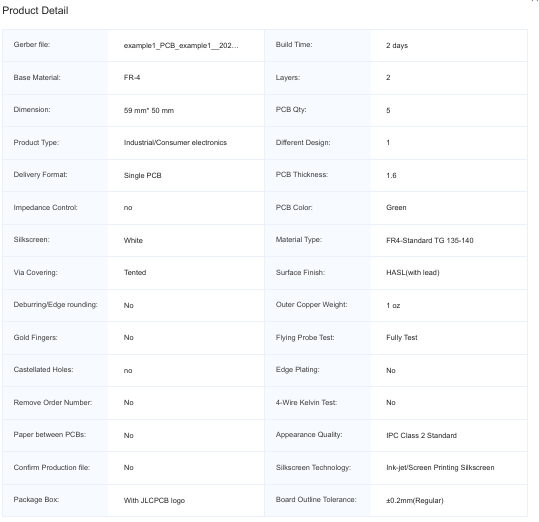 Product Detail
Gerber file: example1_PCB_example1__202... Build Time: 2 days
Base Material: FR-4 Layers: 2
Dimension: 59 mm* 50 mm PCB Qty: 5
Product Type: Industrial/Consumer electronics Different Design: 1
Delivery Format: Single PCB PCB Thickness: 1.6
Impedance Control: no PCB Color: Green
Silkscreen: White Material Type: FR4-Standard TG 135-140
Via Covering: Tented Surface Finish: HASL(with lead)
Deburring/Edge rounding: No Outer Copper Weight: 1 oz
Gold Fingers: No Flying Probe Test: Fully Test
Castellated Holes: no Edge Plating: No
Remove Order Number: No 4-Wire Kelvin Test: No
Paper between PCBs: No Appearance Quality: IPC Class 2 Standard
Confirm Production file: No Silkscreen Technology: Ink-jet/Screen Printing Silkscreen
Package Box: With JLCPCB logo Board Outline Tolerance: ±0.2mm(Regular)